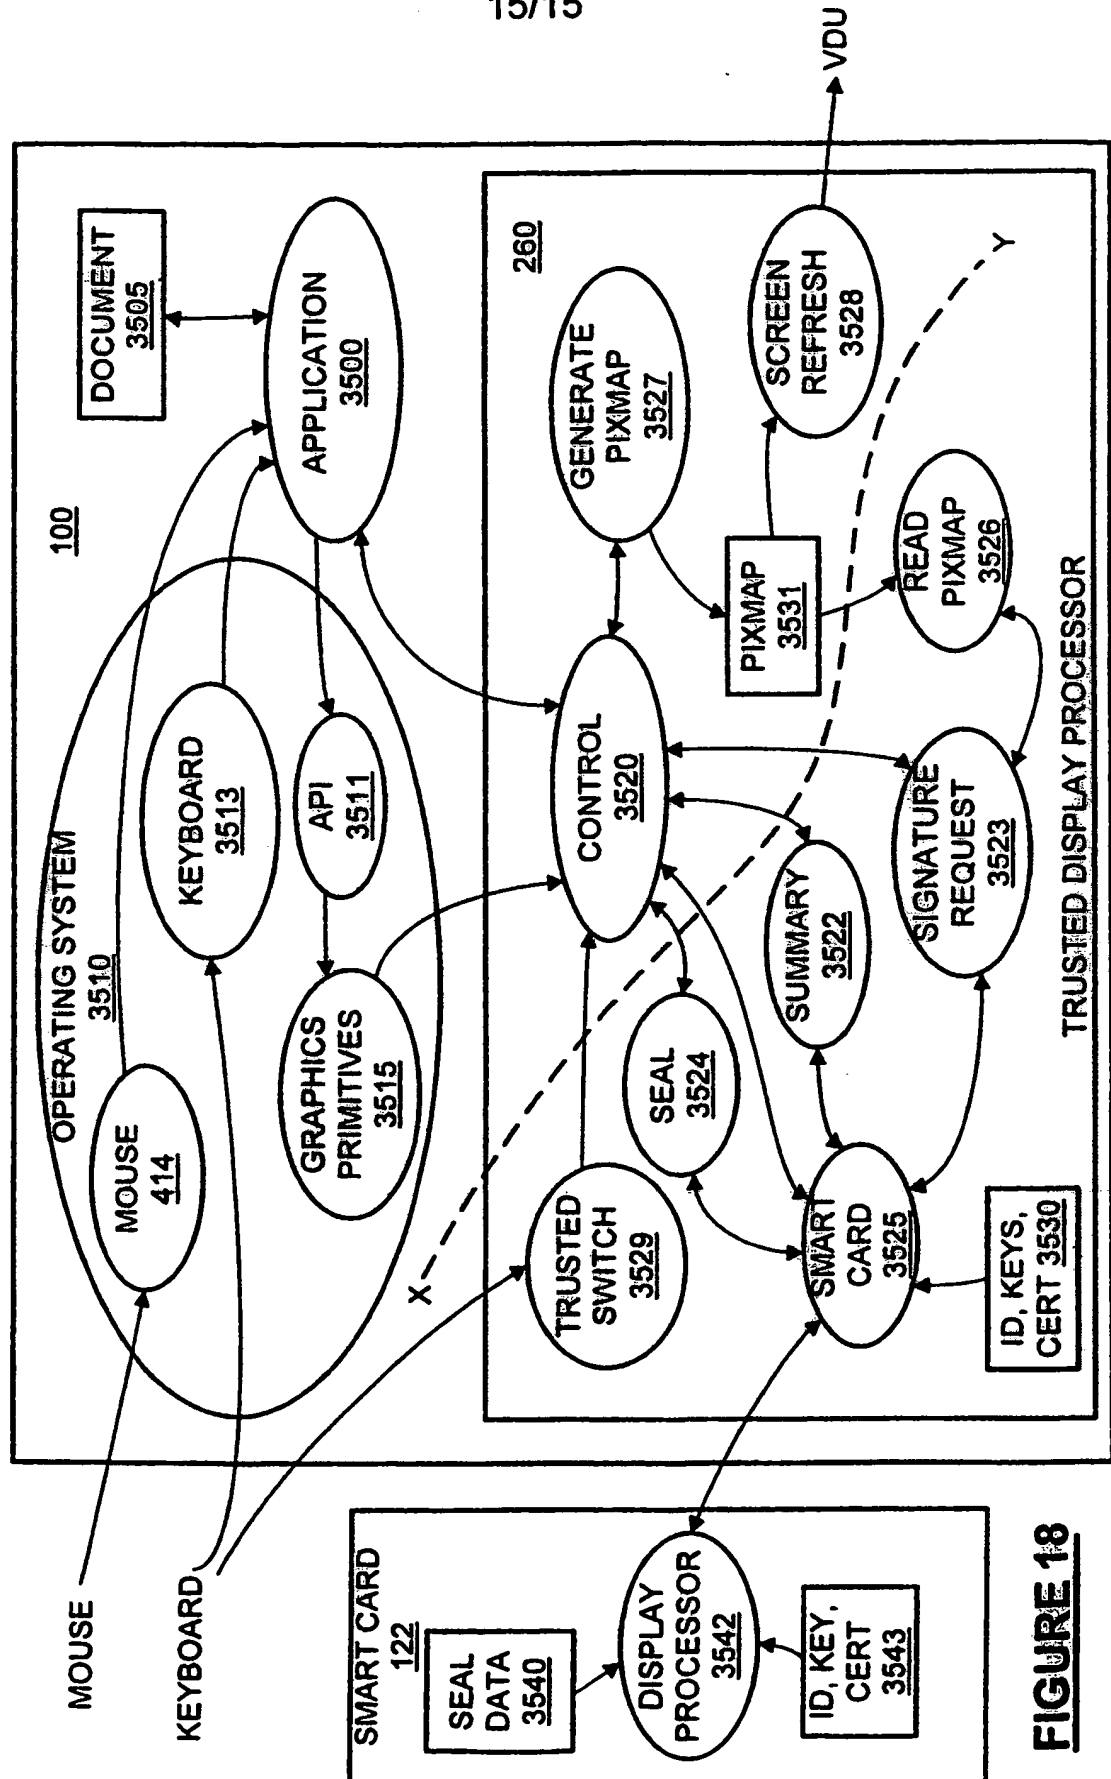 15/15
MOUSE
KEYBOARD
OPERATING SYSTEM
3510
100
MOUSE
414
KEYBOARD
3513
GRAPHICS
PRIMITIVES
3515
API
3511
DOCUMENT
3505
APPLICATION
3500
X
260
TRUSTED
SWITCH
3529
CONTROL
3520
GENERATE
PIXMAP
3527
SEAL
3524
PIXMAP
3531
SCREEN
REFRESH
3528
VDU
Y
SMART
CARD
3525
SUMMARY
3522
SIGNATURE
REQUEST
3523
READ
PIXMAP
3526
ID, KEYS,
CERT 3530
TRUSTED DISPLAY PROCESSOR
SMART CARD
122
SEAL
DATA
3540
DISPLAY
PROCESSOR
3542
ID, KEY,
CERT
3543
FIGURE 18